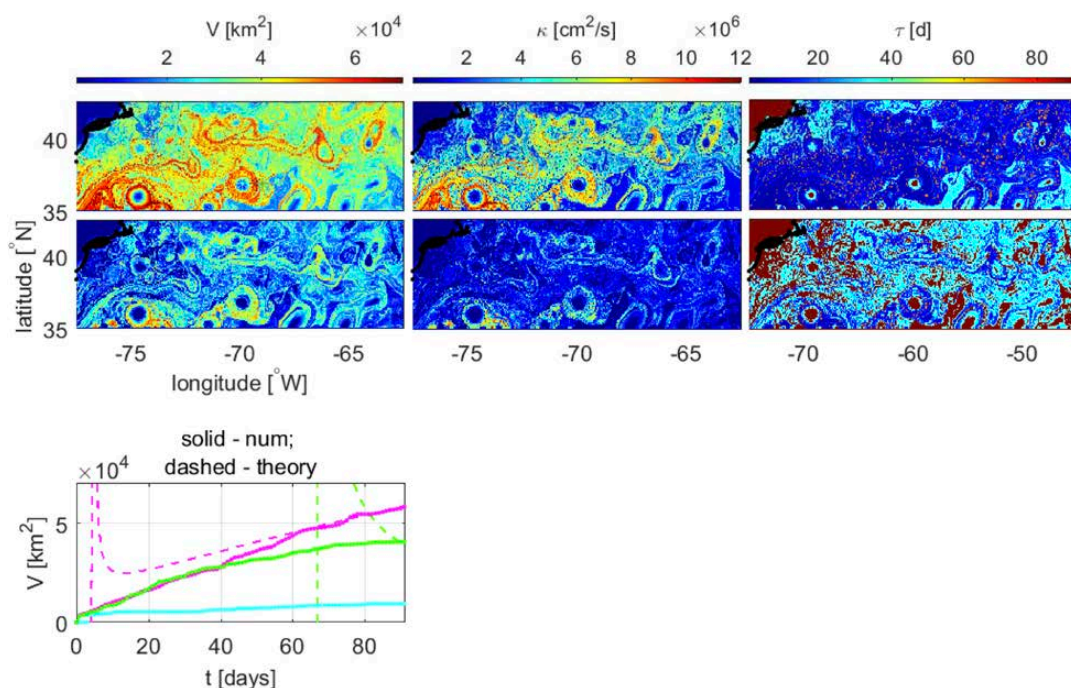 V [km²] ×10⁴ κ [cm²/s] ×10⁶ τ [d]
2 4 6 2 4 6 8 10 12 20 40 60 80
40
35
40
35
latitude [°N]
-75 -70 -65 -75 -70 -65 -70 -60 -50
longitude [°W]
solid - num;
dashed - theory
×10⁴
5
0
V [km²]
0 20 40 60 80
t [days]